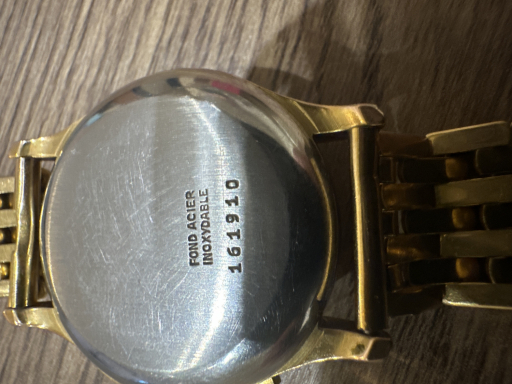 FOND ACIER
INOXYDABLE
161910